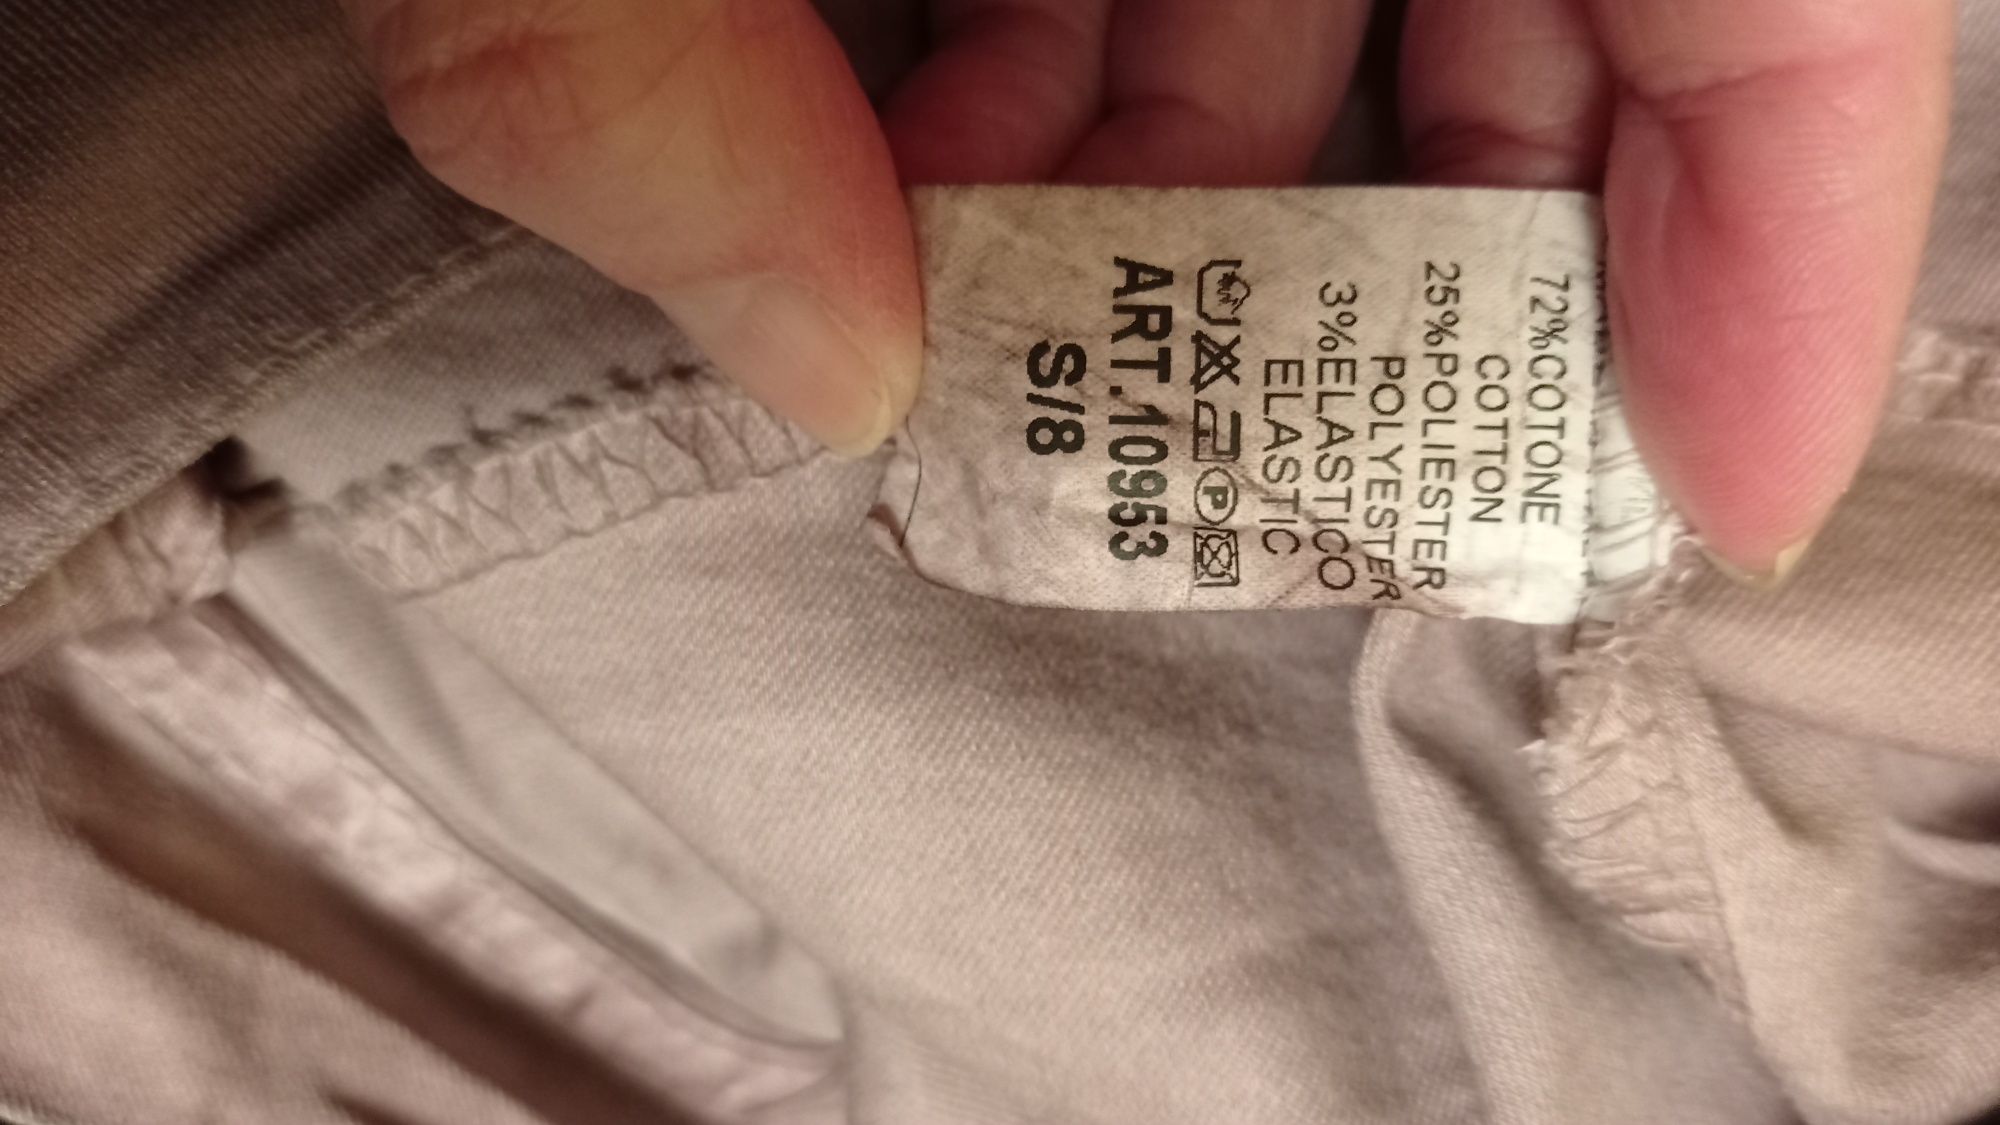 72%COTONE
COTTON
25%POLIESTER
POLYESTER
3%ELASTICO
ELASTIC
P
ART.10953
S/8